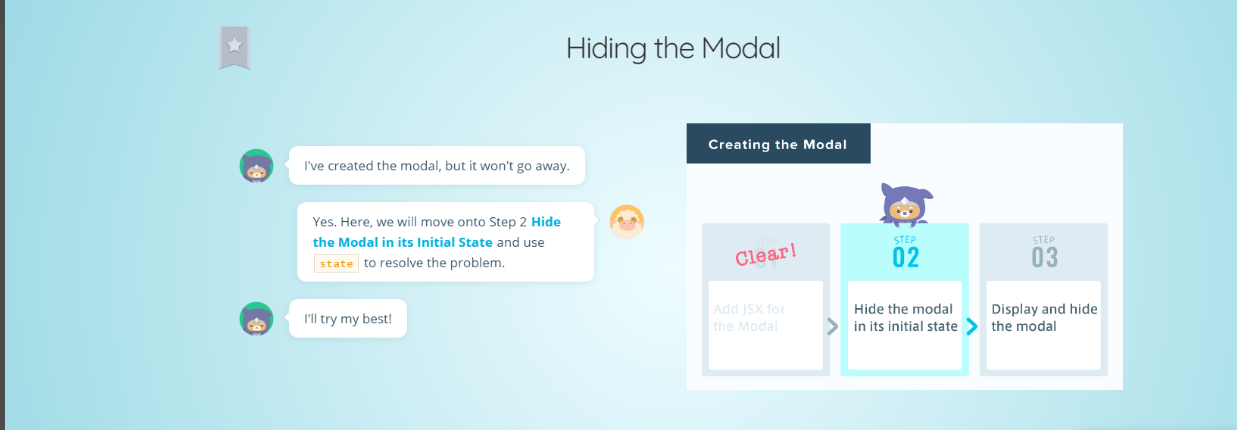 Hiding the Modal
I've created the modal, but it won't go away.
Yes. Here, we will move onto Step 2 Hide
the Modal in its Initial State and use
state to resolve the problem.
I'll try my best!
Creating the Modal
Clear!
Add JSX for
the Modal
STEP
02
Hide the modal
in its initial state
STEP
03
Display and hide
the modal